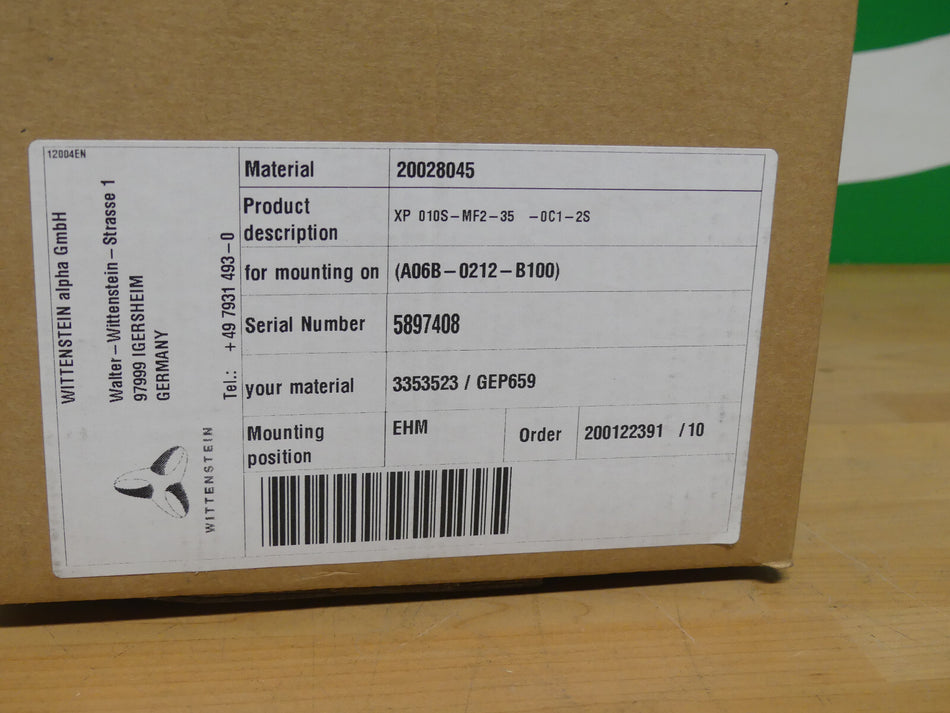 12004EN
WITTENSTEIN alpha GmbH
Walter-Wittenstein-Strasse 1
97999 IGERSHEIM
GERMANY
Tel.: +49 7931 493-0
WITTENSTEIN
Material 20028045
Product description XP 010S-MF2-35 -0C1-2S
for mounting on (A06B-0212-B100)
Serial Number 5897408
your material 3353523 / GEP659
Mounting position EHM Order 200122391 /10